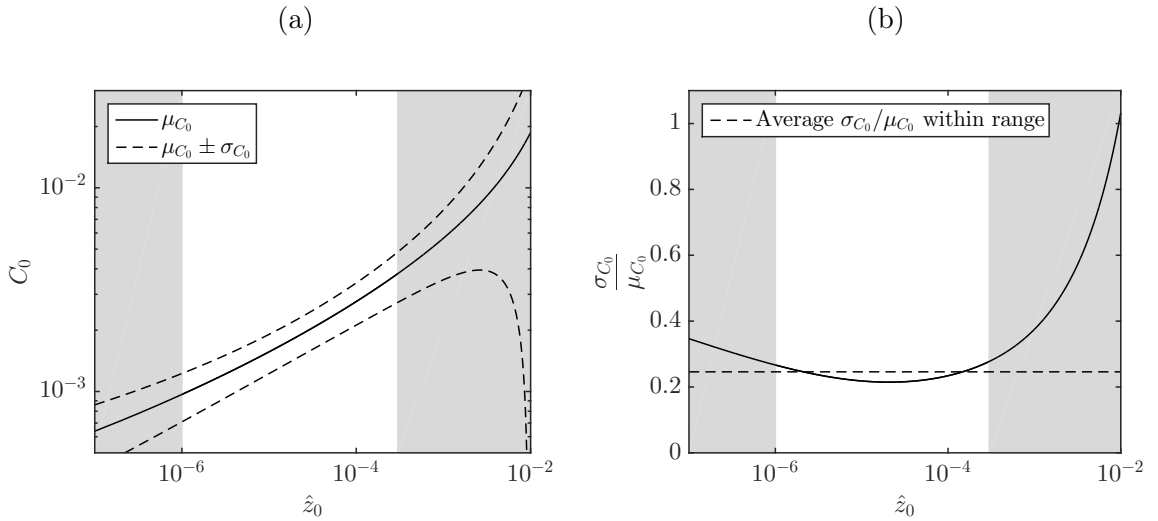 (a)
(b)
μ_{C_0}
μ_{C_0} ± σ_{C_0}
10^{-2}
10^{-3}
C_0
10^{-6}
10^{-4}
10^{-2}
ẑ_0
Average σ_{C_0}/μ_{C_0} within range
1
0.8
0.6
0.4
0.2
0
σ_{C_0}
μ_{C_0}
10^{-6}
10^{-4}
10^{-2}
ẑ_0